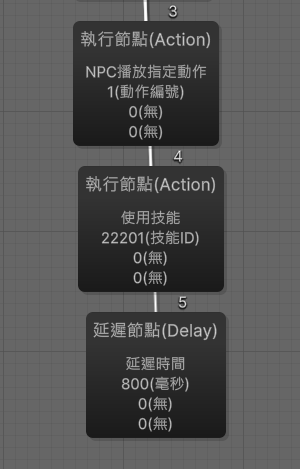 3
執行節點(Action)
NPC播放指定動作
1(動作編號)
0(無)
0(無)
4
執行節點(Action)
使用技能
22201(技能ID)
0(無)
0(無)
5
延遲節點(Delay)
延遲時間
800(毫秒)
0(無)
0(無)